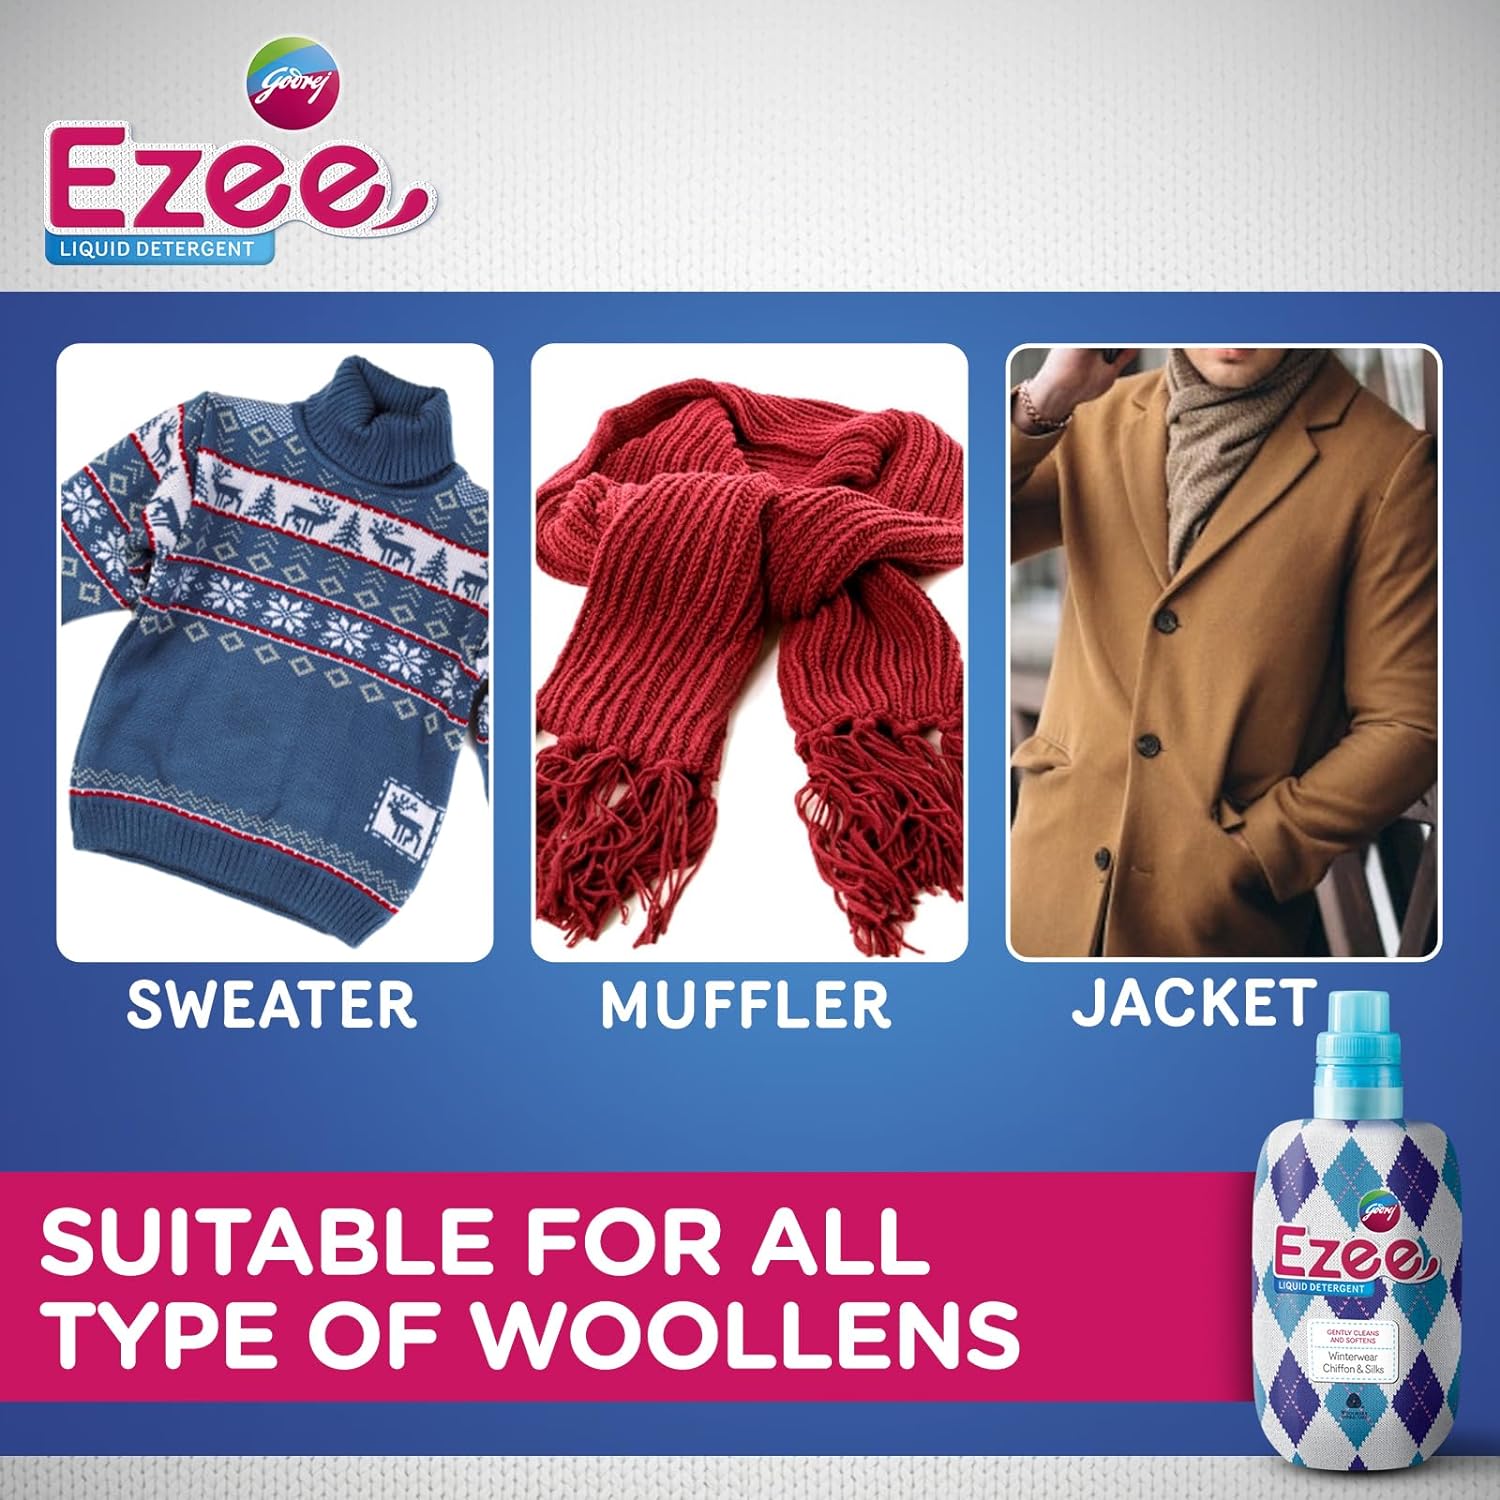 Godrej
Ezee
LIQUID DETERGENT
SWEATER
MUFFLER
JACKET
SUITABLE FOR ALL
TYPE OF WOOLLENS
Godrej
Ezee
LIQUID DETERGENT
GENTLY CLEANS
AND SOFTENS
Winterwear
Chiffon & Silks